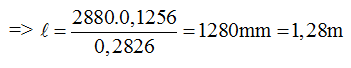 => ℓ = 2880.0,1256 / 0,2826 = 1280mm = 1,28m